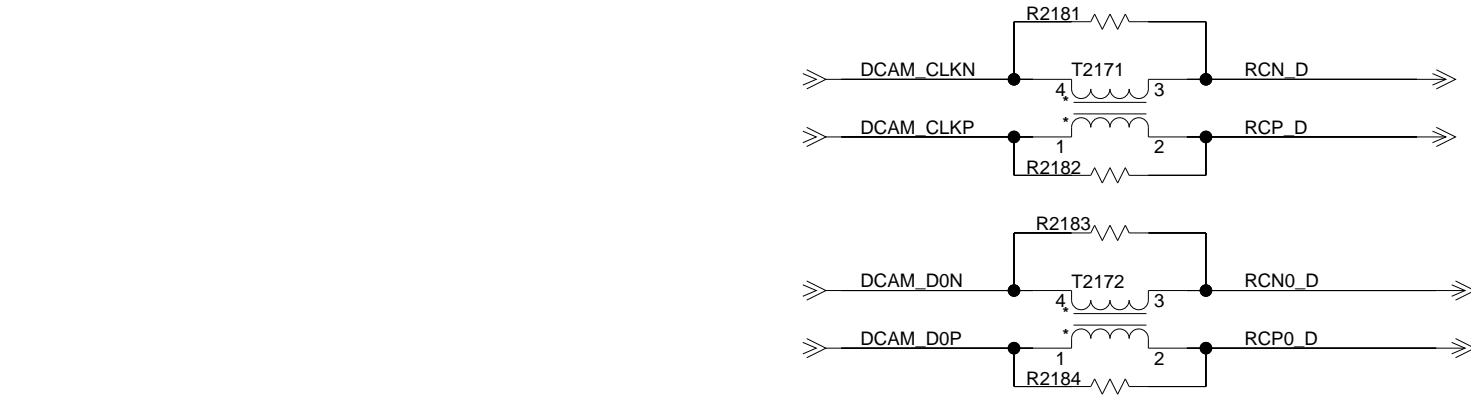 R2181
DCAM_CLKN T2171 RCN_D
4 3
*
*
DCAM_CLKP RCP_D
1 2
R2182
R2183
DCAM_D0N T2172 RCN0_D
4 3
*
*
DCAM_D0P RCP0_D
1 2
R2184